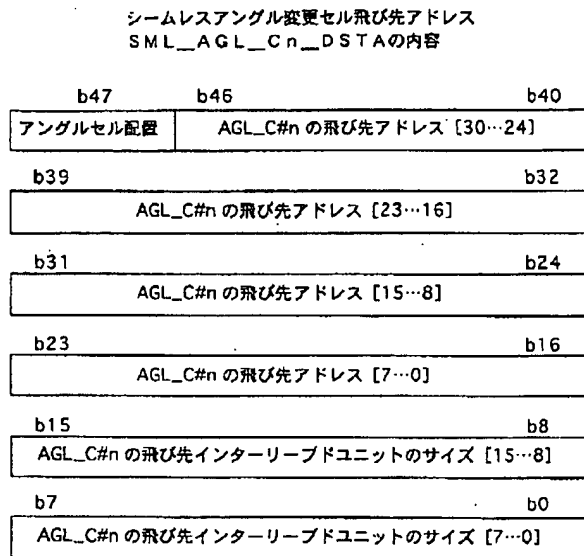 シームレスアングル変更セル飛び先アドレス
SML＿AGL＿Cn＿DSTAの内容
b47 b46 b40
アングルセル配置 AGL_C#n の飛び先アドレス [30…24]
b39 b32
AGL_C#n の飛び先アドレス [23…16]
b31 b24
AGL_C#n の飛び先アドレス [15…8]
b23 b16
AGL_C#n の飛び先アドレス [7…0]
b15 b8
AGL_C#n の飛び先インターリーブドユニットのサイズ [15…8]
b7 b0
AGL_C#n の飛び先インターリーブドユニットのサイズ [7…0]